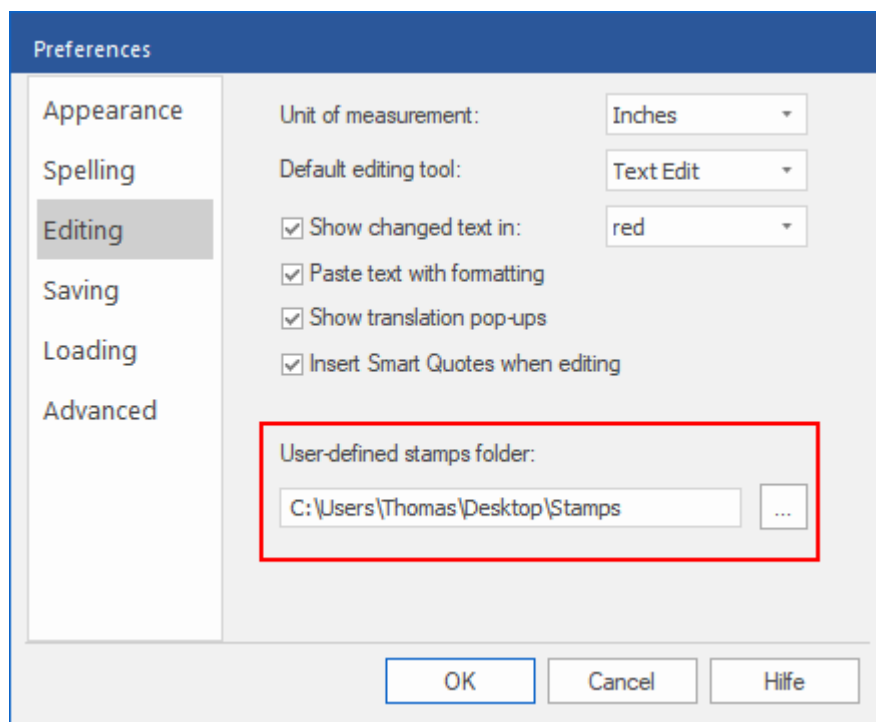 Preferences
Appearance
Spelling
Editing
Saving
Loading
Advanced
Unit of measurement: Inches
Default editing tool: Text Edit
Show changed text in: red
Paste text with formatting
Show translation pop-ups
Insert Smart Quotes when editing
User-defined stamps folder:
C:\Users\Thomas\Desktop\Stamps ...
OK Cancel Hilfe